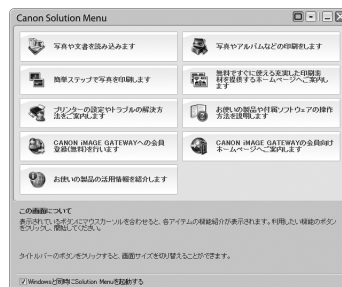 Canon Solution Menu
写真や文書を読み込みます
写真やアルバムなどの印刷をします
簡単ステップで写真を印刷します
無料ですぐに使える充実した印刷素
材を提供するホームページへご案内し
ます
プリンターの設定やトラブルの解決方
法をご案内します
お使いの製品や付属ソフトウェアの操作
方法を説明します
CANON iMAGE GATEWAYへの会員
登録(無料)を行います
CANON iMAGE GATEWAYの会員向け
ホームページへご案内します
お使いの製品の活用情報を紹介します
この画面について
表示されているボタンにマウスカーソルを合わせると、各アイテムの機能紹介が表示されます。利用したい機能のボタン
をクリックし、開始してください。
タイトルバーのボタンをクリックすると、画面サイズを切り替えることができます。
Windowsと同時にSolution Menuを起動する